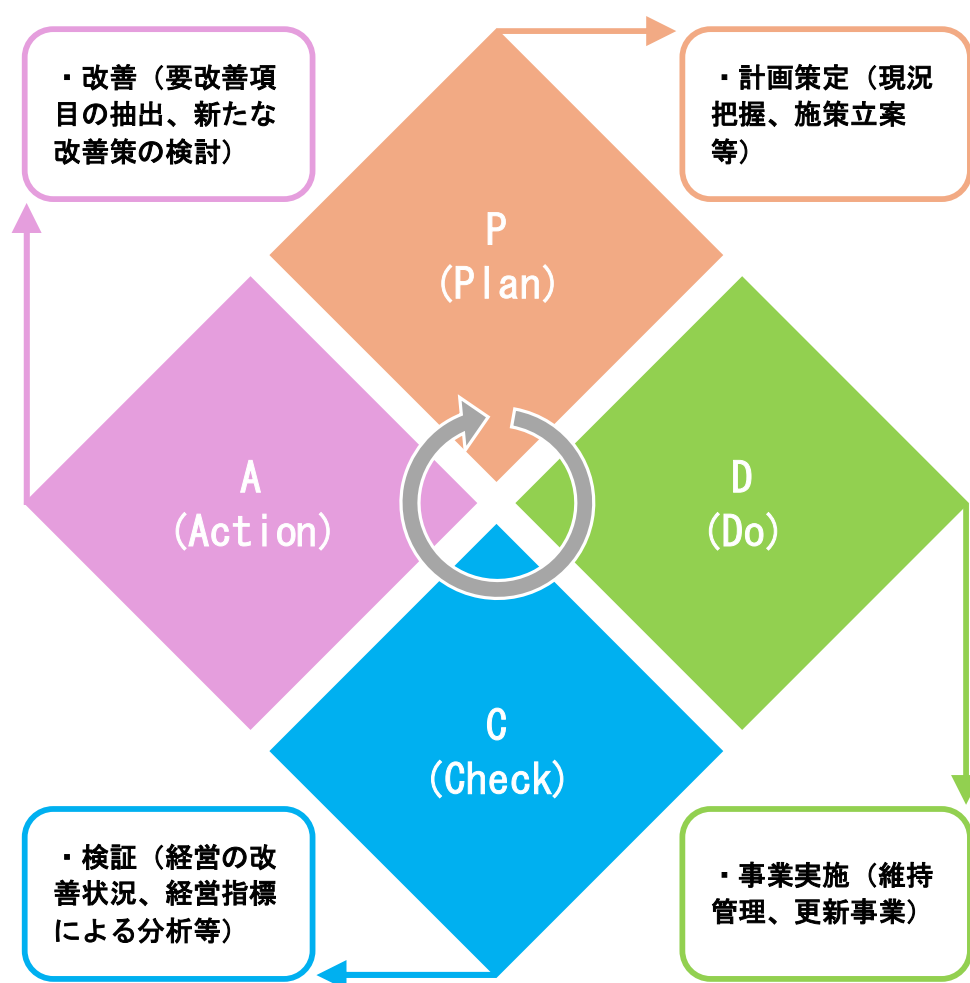 ・改善（要改善項
目の抽出、新たな
改善策の検討）
・計画策定（現況
把握、施策立案
等）
P
(Plan)
A
(Action)
D
(Do)
C
(Check)
・検証（経営の改
善状況、経営指標
による分析等）
・事業実施（維持
管理、更新事業）